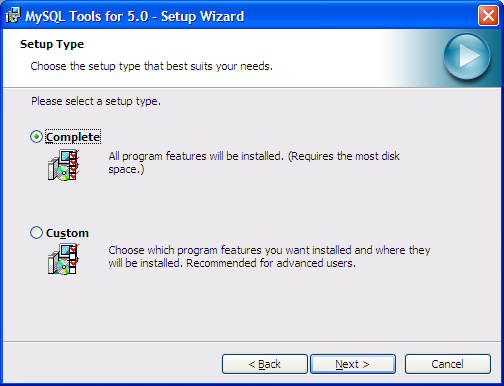 MySQL Tools for 5.0 - Setup Wizard
Setup Type
Choose the setup type that best suits your needs.
Please select a setup type.
Complete
All program features will be installed. (Requires the most disk
space.)
Custom
Choose which program features you want installed and where they
will be installed. Recommended for advanced users.
< Back
Next >
Cancel